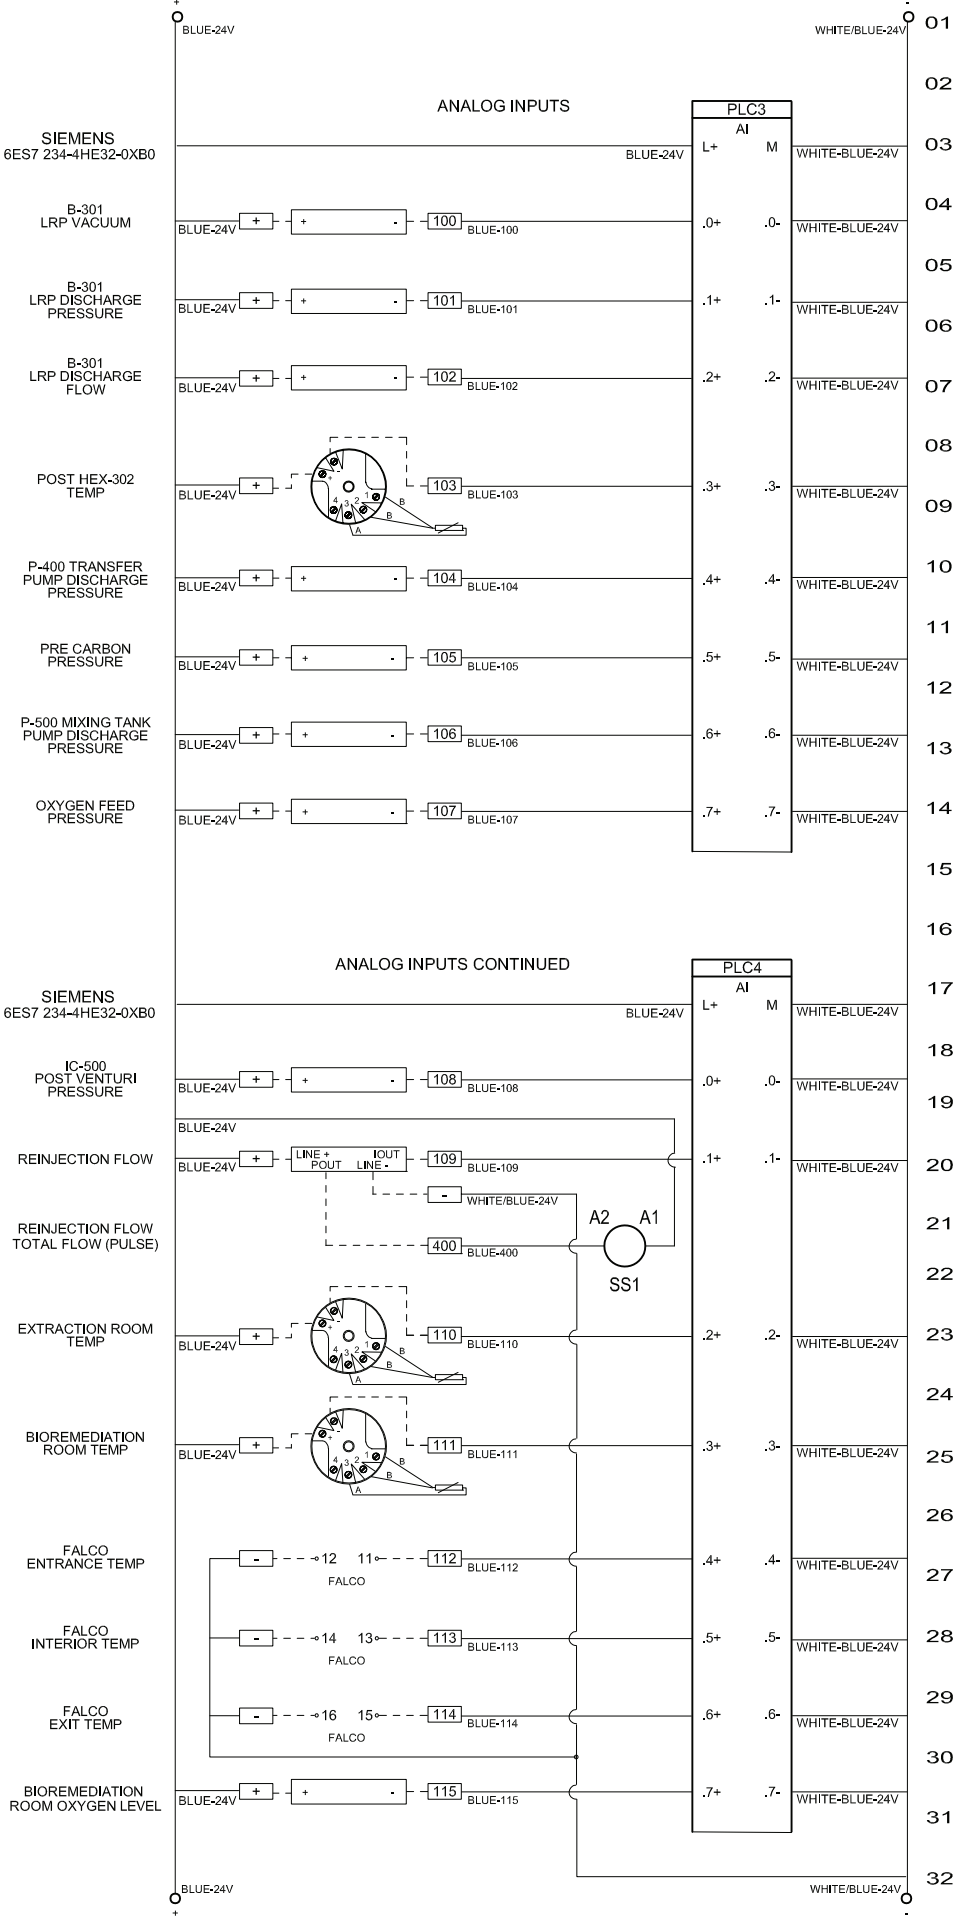 + -
BLUE-24V WHITE/BLUE-24V 01
02
ANALOG INPUTS PLC3
AI
SIEMENS
6ES7 234-4HE32-0XB0 BLUE-24V L+ M WHITE-BLUE-24V 03
B-301
LRP VACUUM BLUE-24V + + - 100 BLUE-100 .0+ .0- WHITE-BLUE-24V 04
05
B-301
LRP DISCHARGE
PRESSURE BLUE-24V + + - 101 BLUE-101 .1+ .1- WHITE-BLUE-24V 06
B-301
LRP DISCHARGE
FLOW BLUE-24V + + - 102 BLUE-102 .2+ .2- WHITE-BLUE-24V 07
08
POST HEX-302
TEMP BLUE-24V + + - 4 3 2 1 B B A 103 BLUE-103 .3+ .3- WHITE-BLUE-24V 09
P-400 TRANSFER
PUMP DISCHARGE
PRESSURE BLUE-24V + + - 104 BLUE-104 .4+ .4- WHITE-BLUE-24V 10
11
PRE CARBON
PRESSURE BLUE-24V + + - 105 BLUE-105 .5+ .5- WHITE-BLUE-24V
12
P-500 MIXING TANK
PUMP DISCHARGE
PRESSURE BLUE-24V + + - 106 BLUE-106 .6+ .6- WHITE-BLUE-24V 13
OXYGEN FEED
PRESSURE BLUE-24V + + - 107 BLUE-107 .7+ .7- WHITE-BLUE-24V 14
15
16
ANALOG INPUTS CONTINUED PLC4
AI
SIEMENS
6ES7 234-4HE32-0XB0 BLUE-24V L+ M WHITE-BLUE-24V 17
18
IC-500
POST VENTURI
PRESSURE BLUE-24V + + - 108 BLUE-108 .0+ .0- WHITE-BLUE-24V
19
BLUE-24V
REINJECTION FLOW BLUE-24V + LINE + IOUT 109 BLUE-109 .1+ .1- WHITE-BLUE-24V 20
POUT LINE -
- WHITE/BLUE-24V
REINJECTION FLOW
TOTAL FLOW (PULSE) 400 BLUE-400 A2 A1 21
SS1
22
EXTRACTION ROOM
TEMP BLUE-24V + + - 4 3 2 1 B B A 110 BLUE-110 .2+ .2- WHITE-BLUE-24V 23
24
BIOREMEDIATION
ROOM TEMP BLUE-24V + + - 4 3 2 1 B B A 111 BLUE-111 .3+ .3- WHITE-BLUE-24V 25
26
FALCO
ENTRANCE TEMP - 12 11 112 BLUE-112 .4+ .4- WHITE-BLUE-24V 27
FALCO
FALCO
INTERIOR TEMP - 14 13 113 BLUE-113 .5+ .5- WHITE-BLUE-24V 28
FALCO
29
FALCO
EXIT TEMP - 16 15 114 BLUE-114 .6+ .6- WHITE-BLUE-24V
FALCO
30
BIOREMEDIATION
ROOM OXYGEN LEVEL BLUE-24V + + - 115 BLUE-115 .7+ .7- WHITE-BLUE-24V 31
32
BLUE-24V WHITE/BLUE-24V
+ -